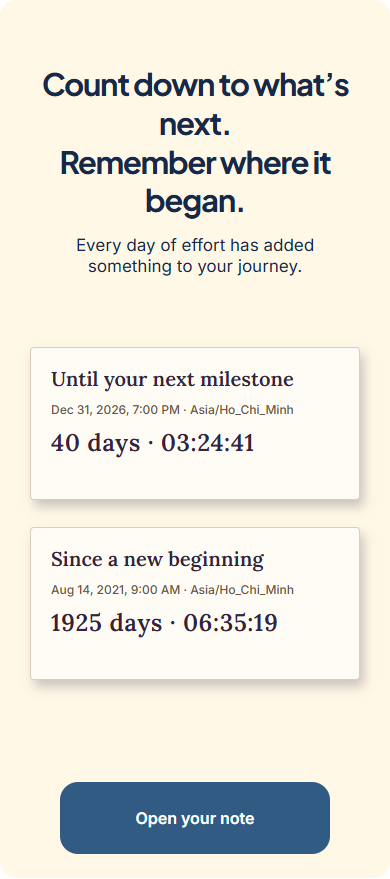 Count down to what’s
next.
Remember where it
began.
Every day of effort has added
something to your journey.
Until your next milestone
Dec 31, 2026, 7:00 PM · Asia/Ho_Chi_Minh
40 days · 03:24:41
Since a new beginning
Aug 14, 2021, 9:00 AM · Asia/Ho_Chi_Minh
1925 days · 06:35:19
Open your note